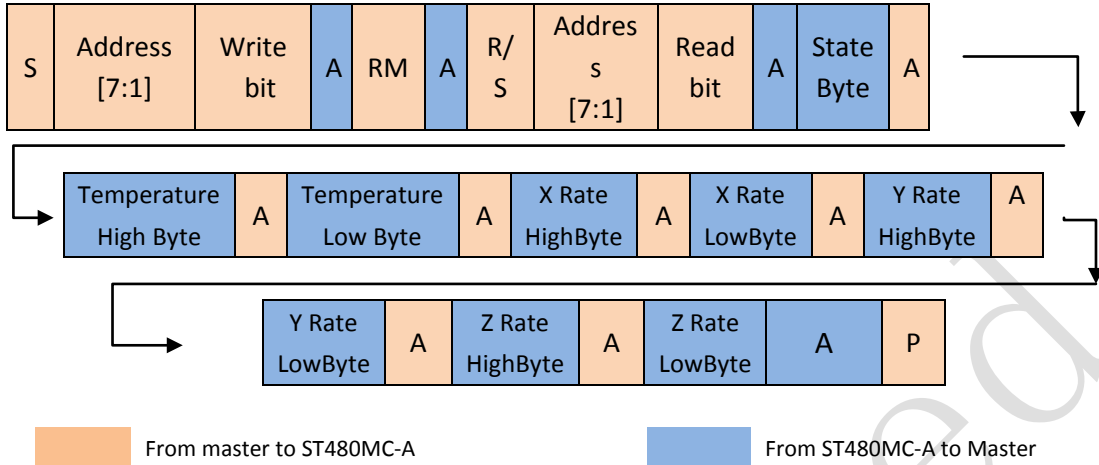 S Address [7:1] Write bit A RM A R/S Address [7:1] Read bit A State Byte A
Temperature High Byte A Temperature Low Byte A X Rate HighByte A X Rate LowByte A Y Rate HighByte A
Y Rate LowByte A Z Rate HighByte A Z Rate LowByte A P
From master to ST480MC-A From ST480MC-A to Master